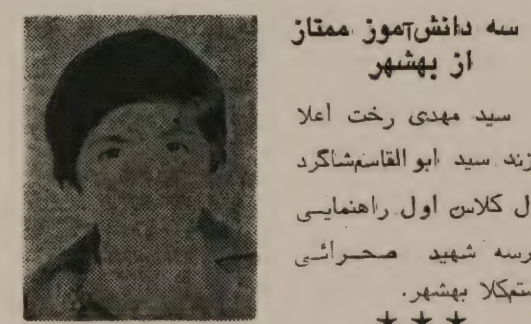 سه دانش‌آموز ممتاز
از بهشهر
سید مهدی رخت اعلا
زند سید ابوالقاسم‌شاگرد
ل کلاس اول راهنمایی
رسه شهید صحرائی
ستمکلا بهشهر.
★ ★ ★